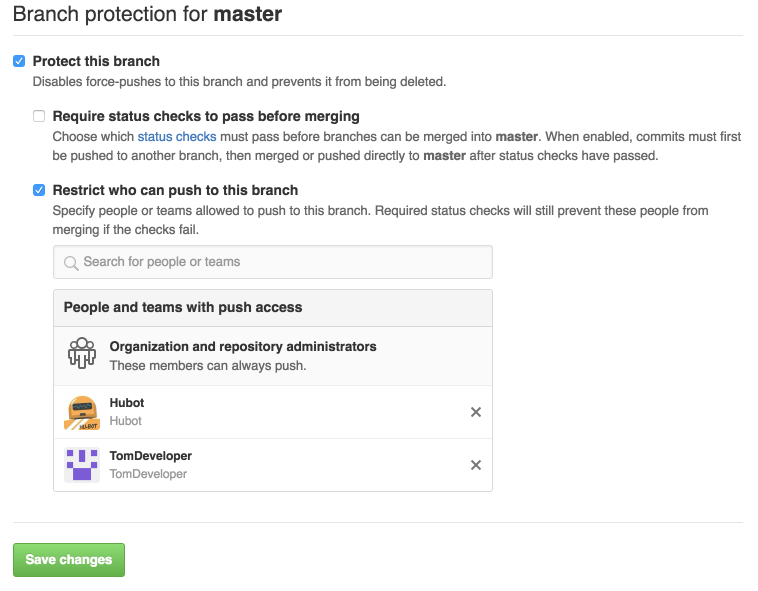 Branch protection for master
Protect this branch
Disables force-pushes to this branch and prevents it from being deleted.
Require status checks to pass before merging
Choose which status checks must pass before branches can be merged into master. When enabled, commits must first
be pushed to another branch, then merged or pushed directly to master after status checks have passed.
Restrict who can push to this branch
Specify people or teams allowed to push to this branch. Required status checks will still prevent these people from
merging if the checks fail.
Search for people or teams
People and teams with push access
Organization and repository administrators
These members can always push.
Hubot
Hubot
HUBOT
TomDeveloper
TomDeveloper
Save changes